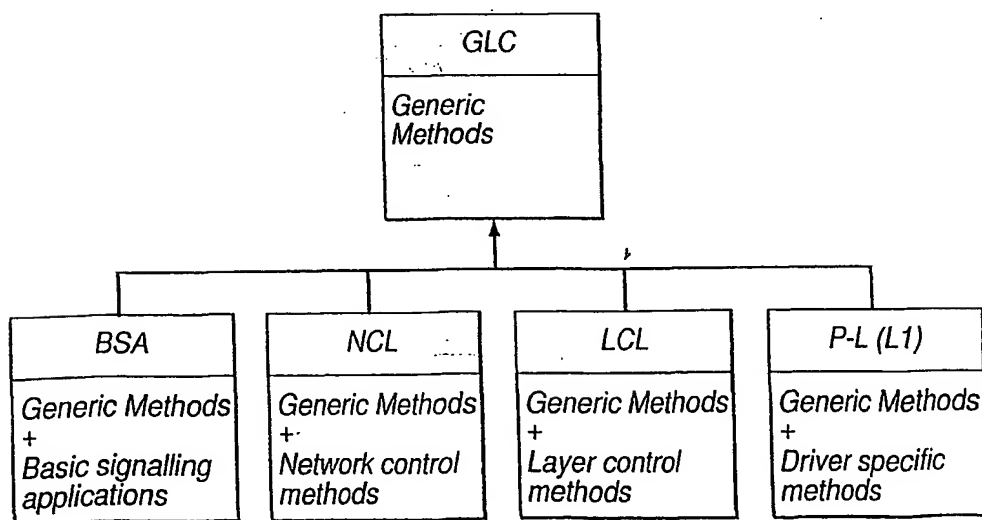 GLC
Generic
Methods
BSA
Generic Methods
+
Basic signalling
applications
NCL
Generic Methods
+
Network control
methods
LCL
Generic Methods
+
Layer control
methods
P-L (L1)
Generic Methods
+
Driver specific
methods